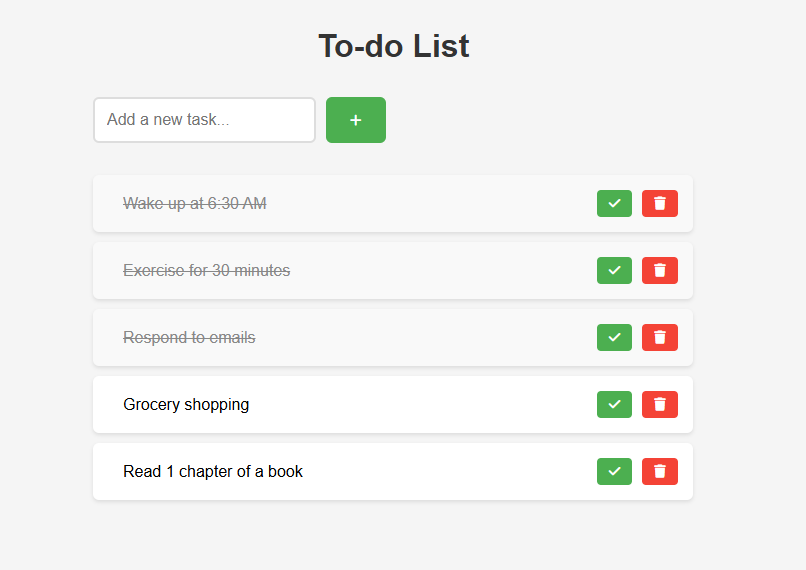 To-do List
Add a new task...
+
Wake up at 6:30 AM
Exercise for 30 minutes
Respond to emails
Grocery shopping
Read 1 chapter of a book